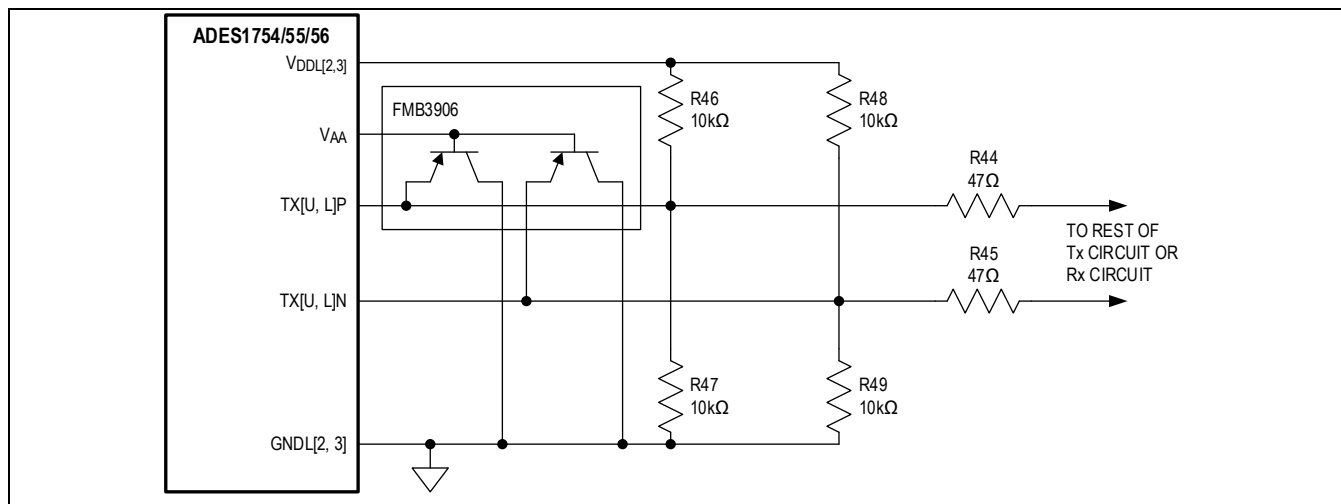 ADES1754/55/56
VDDL[2,3]
FMB3906
R46
10kΩ
R48
10kΩ
VAA
R44
47Ω
TX[U, L]P
TO REST OF
Tx CIRCUIT OR
Rx CIRCUIT
R45
47Ω
TX[U, L]N
R47
10kΩ
R49
10kΩ
GNDL[2, 3]